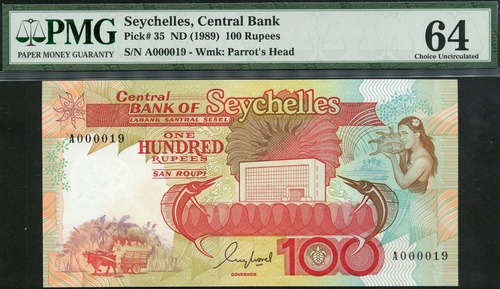 PMG
PAPER MONEY GUARANTY
Seychelles, Central Bank
Pick# 35 ND (1989) 100 Rupees
S/N A000019 - Wmk: Parrot's Head
64
Choice Uncirculated
Central
BANK OF Seychelles
LABANK SANTRAL SESEL
A000019
ONE
HUNDRED
RUPEES
SAN ROUPI
GOVERNOR
100
A000019